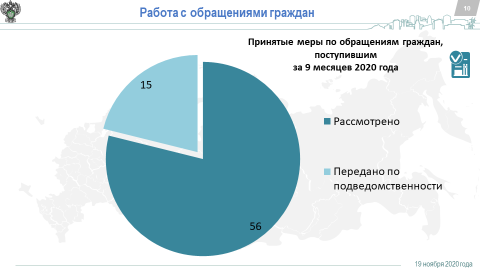 Работа с обращениями граждан
10
Принятые меры по обращениям граждан,
поступившим
за 9 месяцев 2020 года
15
56
Рассмотрено
Передано по
подведомственности
19 ноября 2020 года